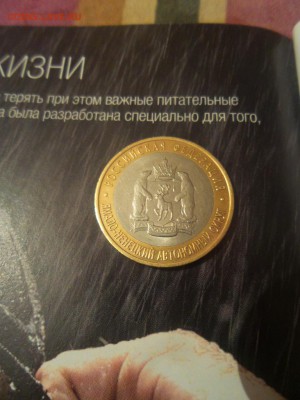 ЖИЗНИ
терять при этом важные питательные
а была разработана специально для того,
РОССИЙСКАЯ ФЕДЕРАЦИЯ
ЯМАЛО-НЕНЕЦКИЙ АВТОНОМНЫЙ ОКРУГ